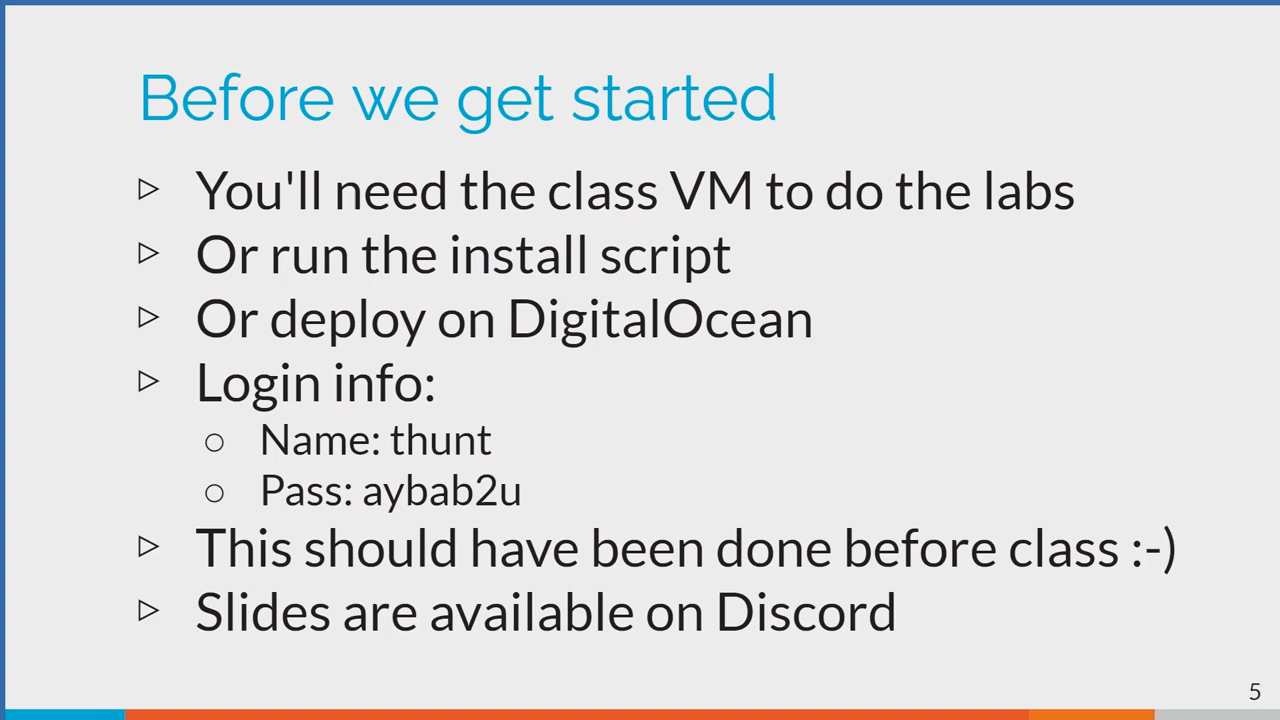 Before we get started
▷ You'll need the class VM to do the labs
▷ Or run the install script
▷ Or deploy on DigitalOcean
▷ Login info:
○ Name: thunt
○ Pass: aybab2u
▷ This should have been done before class :-)
▷ Slides are available on Discord
5